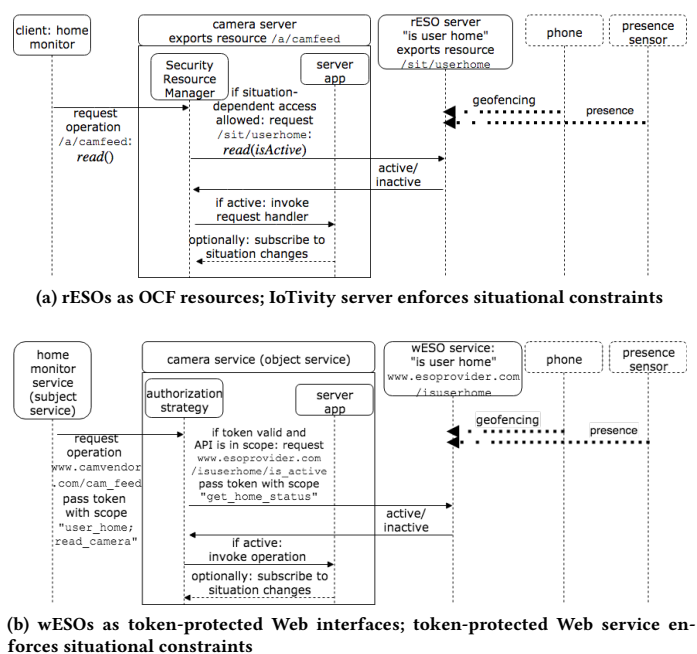 client: home
monitor
camera server
exports resource /a/camfeed
rESO server
"is user home"
exports resource
/sit/userhome
phone
presence
sensor
Security
Resource
Manager
server
app
if situation-
dependent access
allowed: request
/sit/userhome:
read(isActive)
request
operation
/a/camfeed:
read()
geofencing
presence
active/
inactive
if active: invoke
request handler
optionally: subscribe to
situation changes
(a) rESOs as OCF resources; IoTivity server enforces situational constraints
home
monitor
service
(subject
service)
camera service (object service)
wESO service:
"is user home"
www.esoprovider.com
/isuserhome
phone
presence
sensor
authorization
strategy
server
app
request
operation
www.camvendor
.com/cam_feed
pass token
with scope
"user_home;
read_camera"
if token valid and
API is in scope: request
www.esoprovider.com
/isuserhome/is_active
pass token with scope
"get_home_status"
geofencing
presence
active/
inactive
if active:
invoke operation
optionally: subscribe to
situation changes
(b) wESOs as token-protected Web interfaces; token-protected Web service en-
forces situational constraints